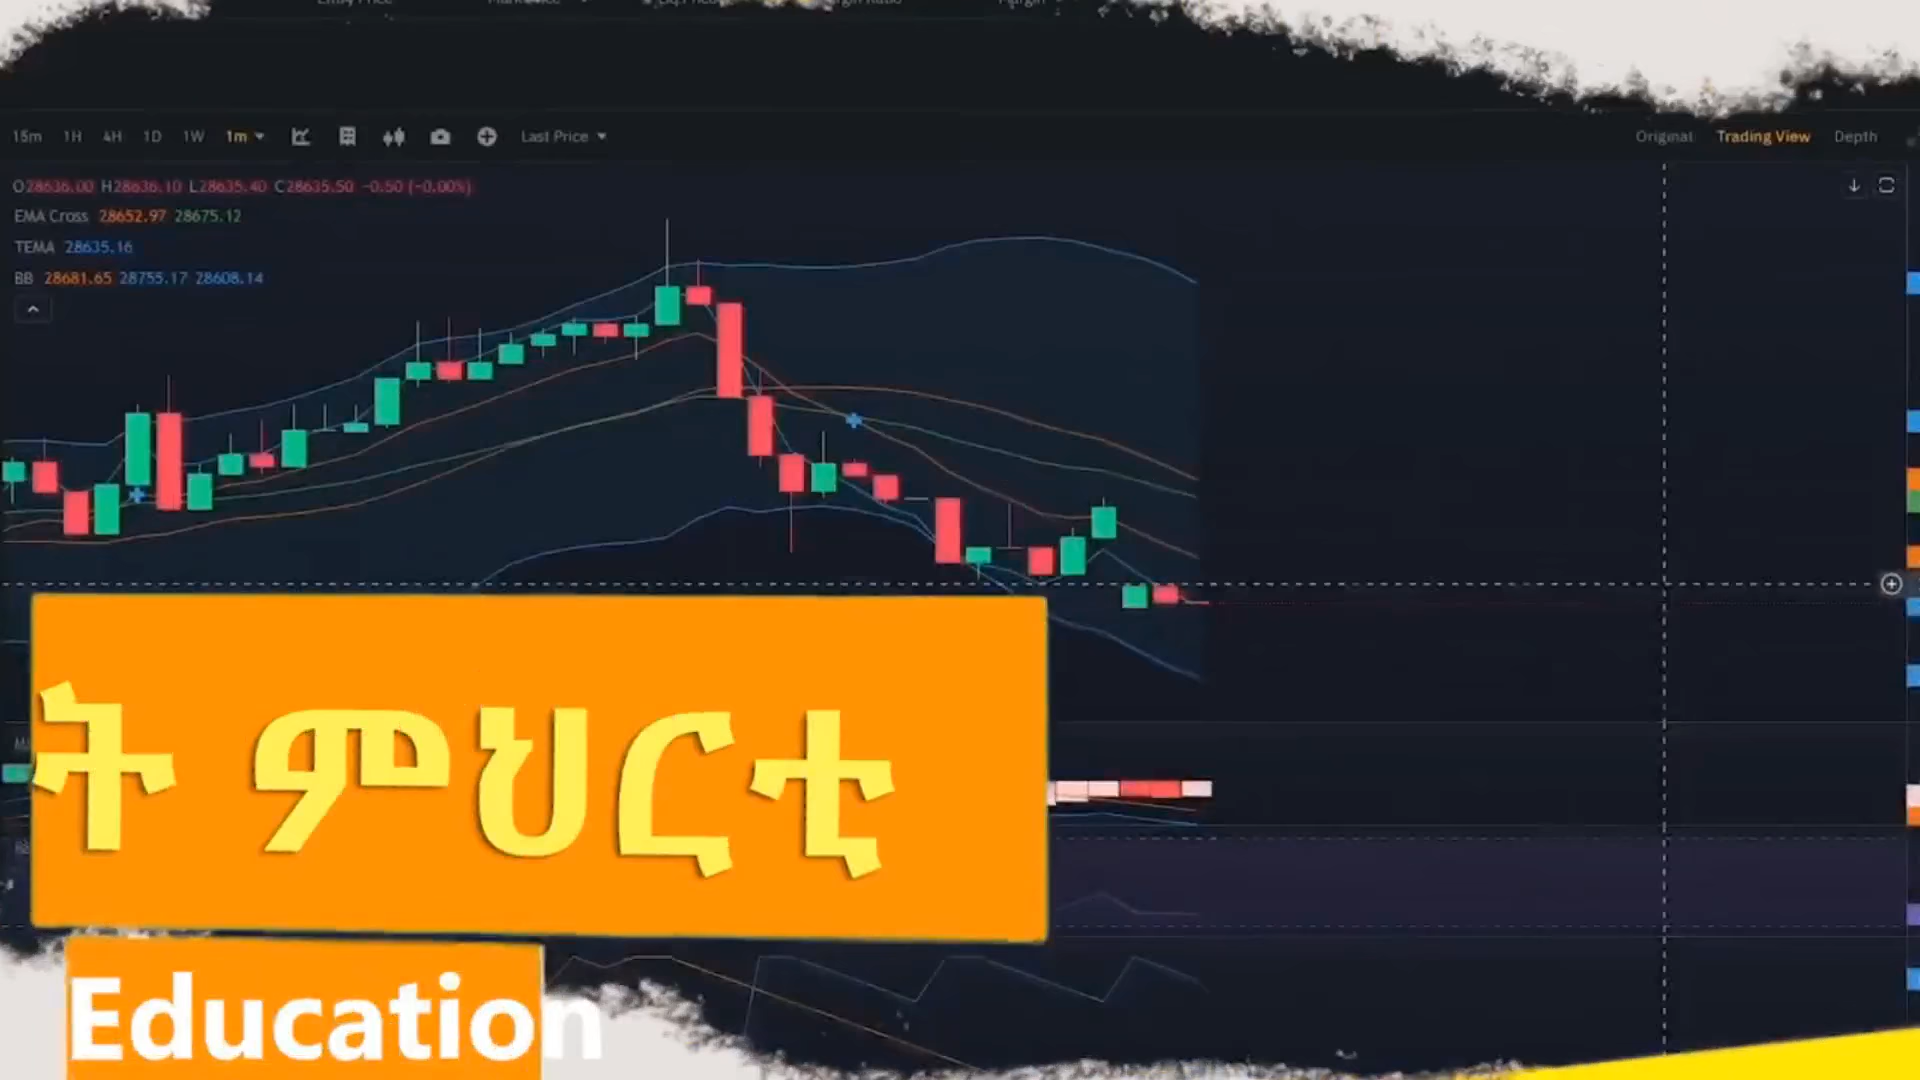 15m 1H 4H 1D 1W 1m Last Price Original Trading View Depth
O28636.00 H28636.10 L28635.40 C28635.50 -0.50 (-0.00%)
EMA Cross 28652.97 28675.12
TEMA 28635.16
BB 28681.65 28755.17 28608.14
ት ምህርቲ
Education